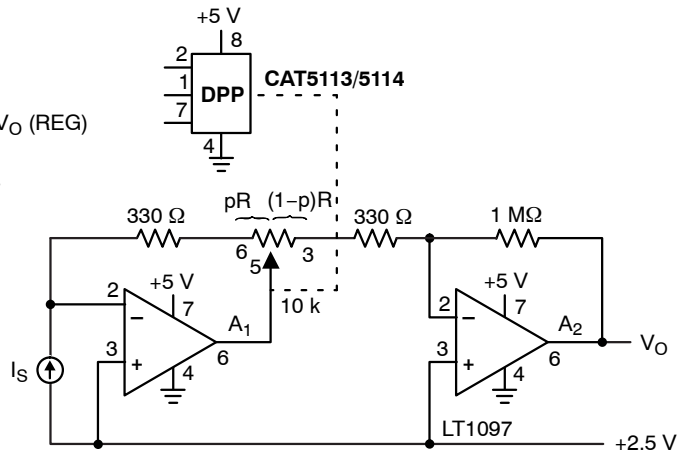 +5 V
8
2
1
7
DPP
CAT5113/5114
4
V_O (REG)
pR (1−p)R
330 Ω
330 Ω
1 MΩ
6
5
3
10 k
+5 V
7
2
−
3
+
A_1
6
4
I_S
+5 V
7
2
−
3
+
A_2
6
4
V_O
LT1097
+2.5 V